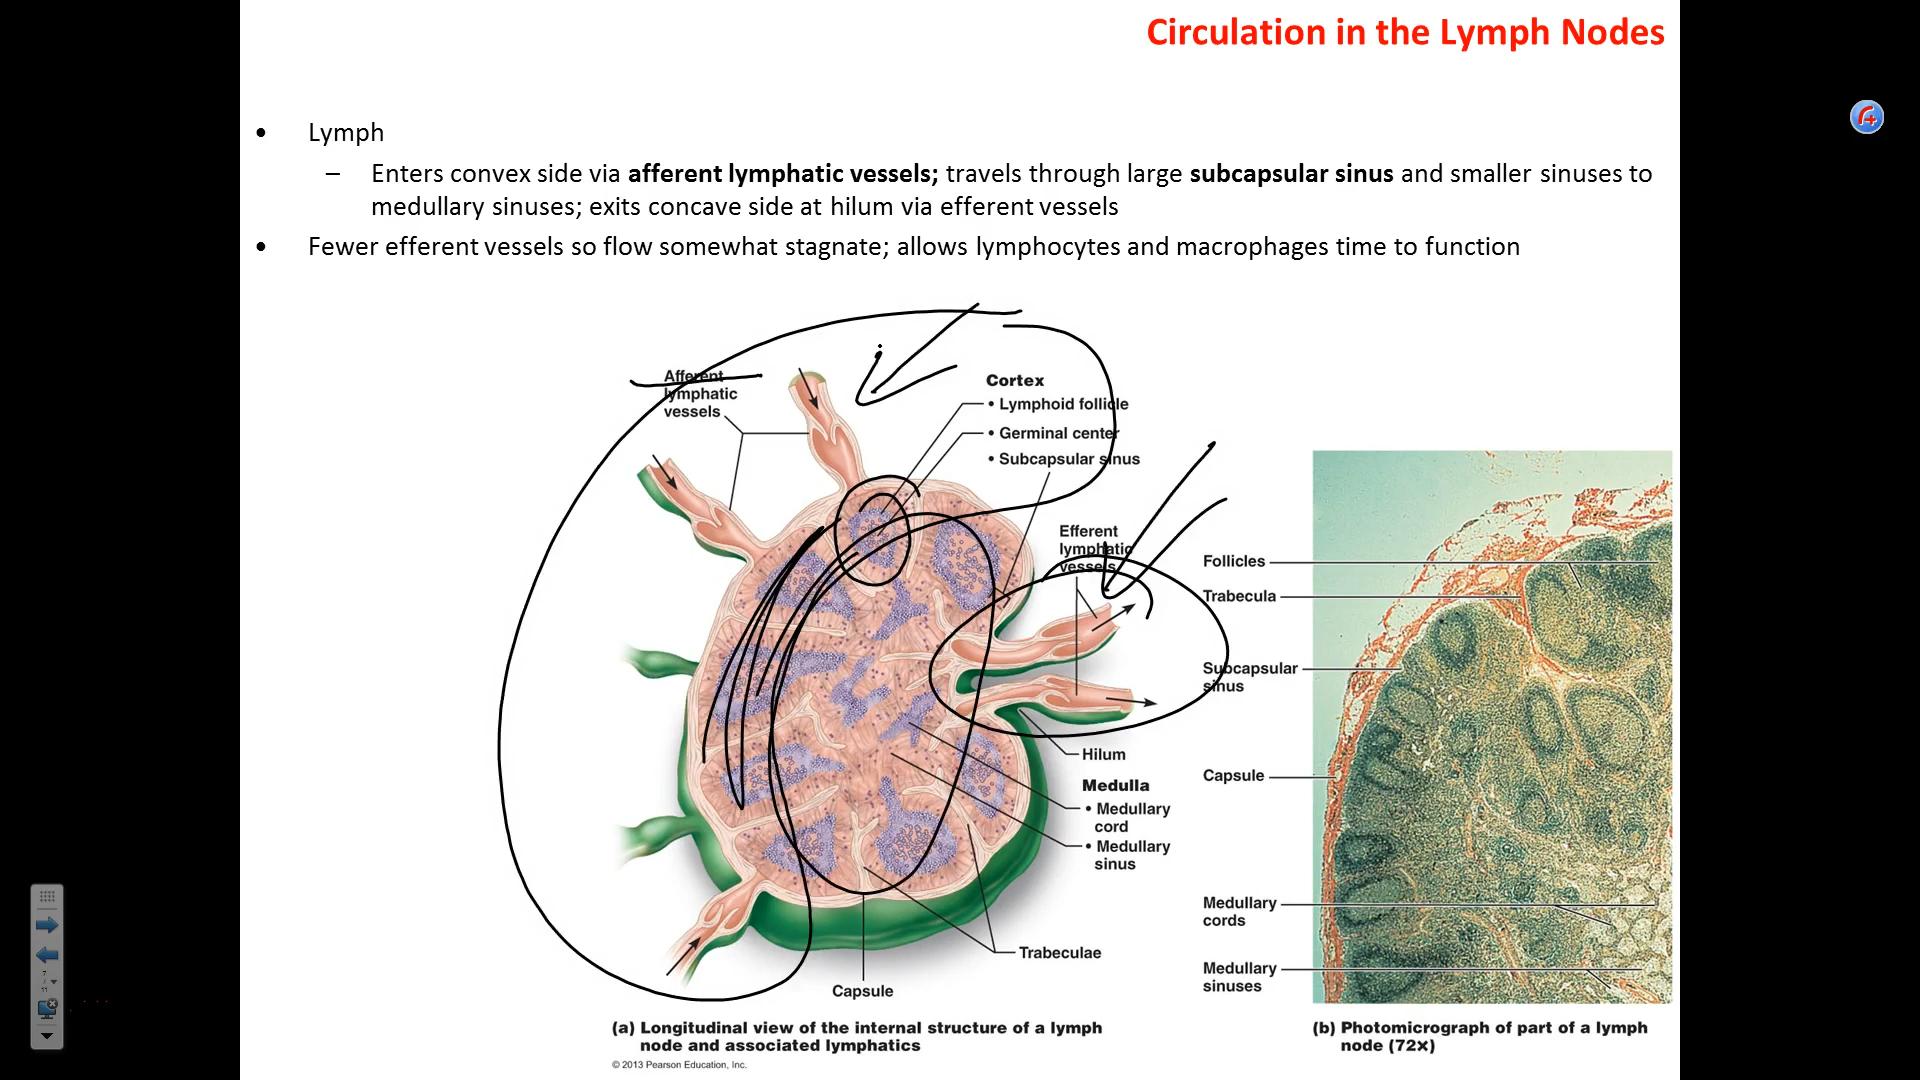 Circulation in the Lymph Nodes
• Lymph
– Enters convex side via afferent lymphatic vessels; travels through large subcapsular sinus and smaller sinuses to
medullary sinuses; exits concave side at hilum via efferent vessels
• Fewer efferent vessels so flow somewhat stagnate; allows lymphocytes and macrophages time to function
Afferent
lymphatic
vessels
Cortex
• Lymphoid follicle
• Germinal center
• Subcapsular sinus
Efferent
lymphatic
vessels
Hilum
Medulla
• Medullary
cord
• Medullary
sinus
Trabeculae
Capsule
(a) Longitudinal view of the internal structure of a lymph
node and associated lymphatics
© 2013 Pearson Education, Inc.
Follicles
Trabecula
Subcapsular
sinus
Capsule
Medullary
cords
Medullary
sinuses
(b) Photomicrograph of part of a lymph
node (72×)
7
/
11